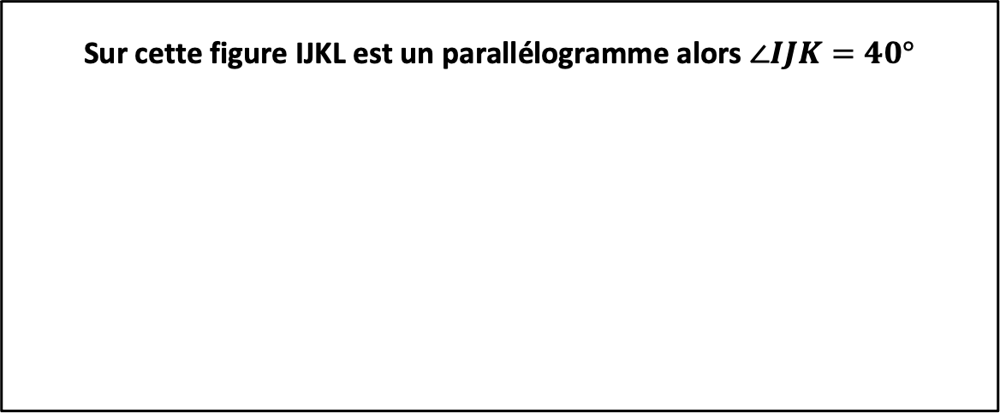 Sur cette figure IJKL est un parallélogramme alors ∠IJK = 40°